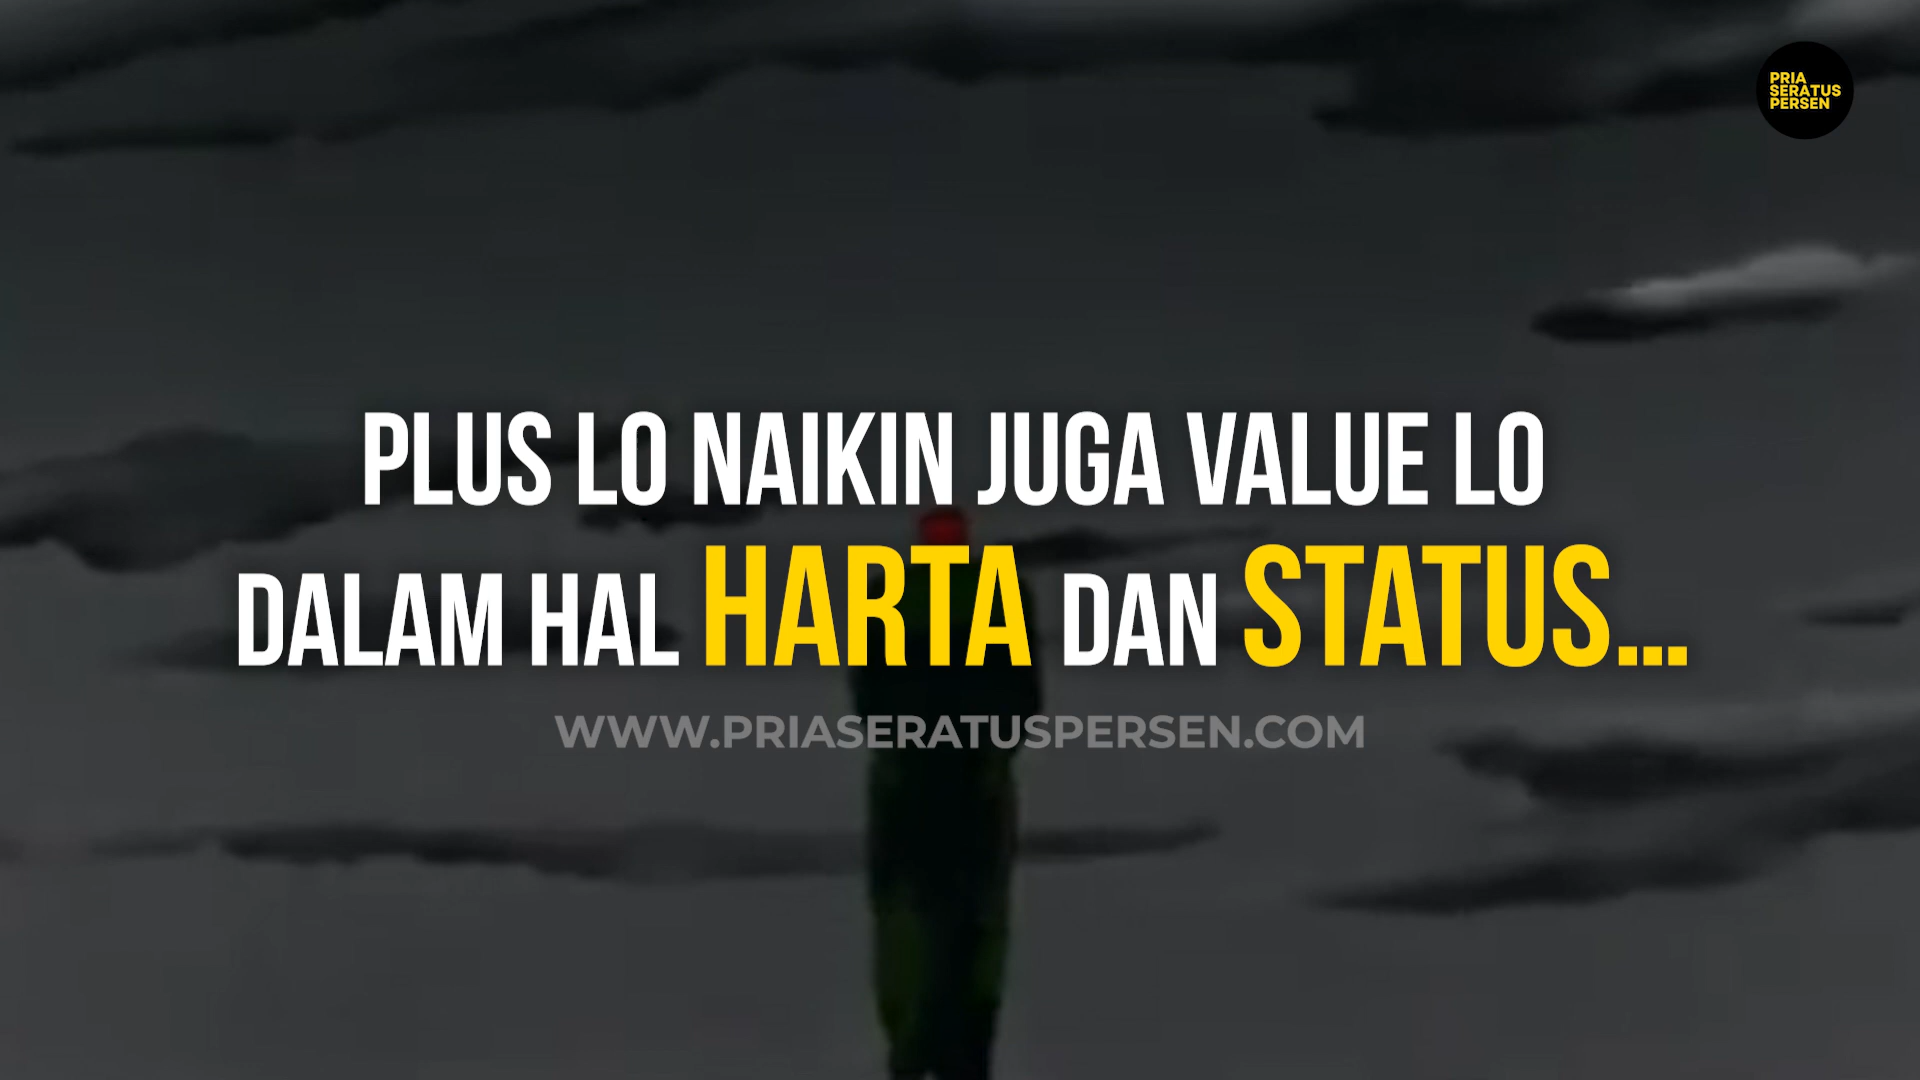 PRIA
SERATUS
PERSEN
PLUS LO NAIKIN JUGA VALUE LO
DALAM HAL HARTA DAN STATUS...
WWW.PRIASERATUSPERSEN.COM